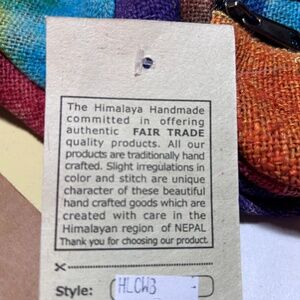 The Himalaya Handmade
committed in offering
authentic FAIR TRADE
quality products. All our
products are traditionally hand
crafted. Slight irregulations in
color and stitch are unique
character of these beautiful
hand crafted goods which are
created with care in the
Himalayan region of NEPAL
Thank you for choosing our product.
Style: HLCW3 -